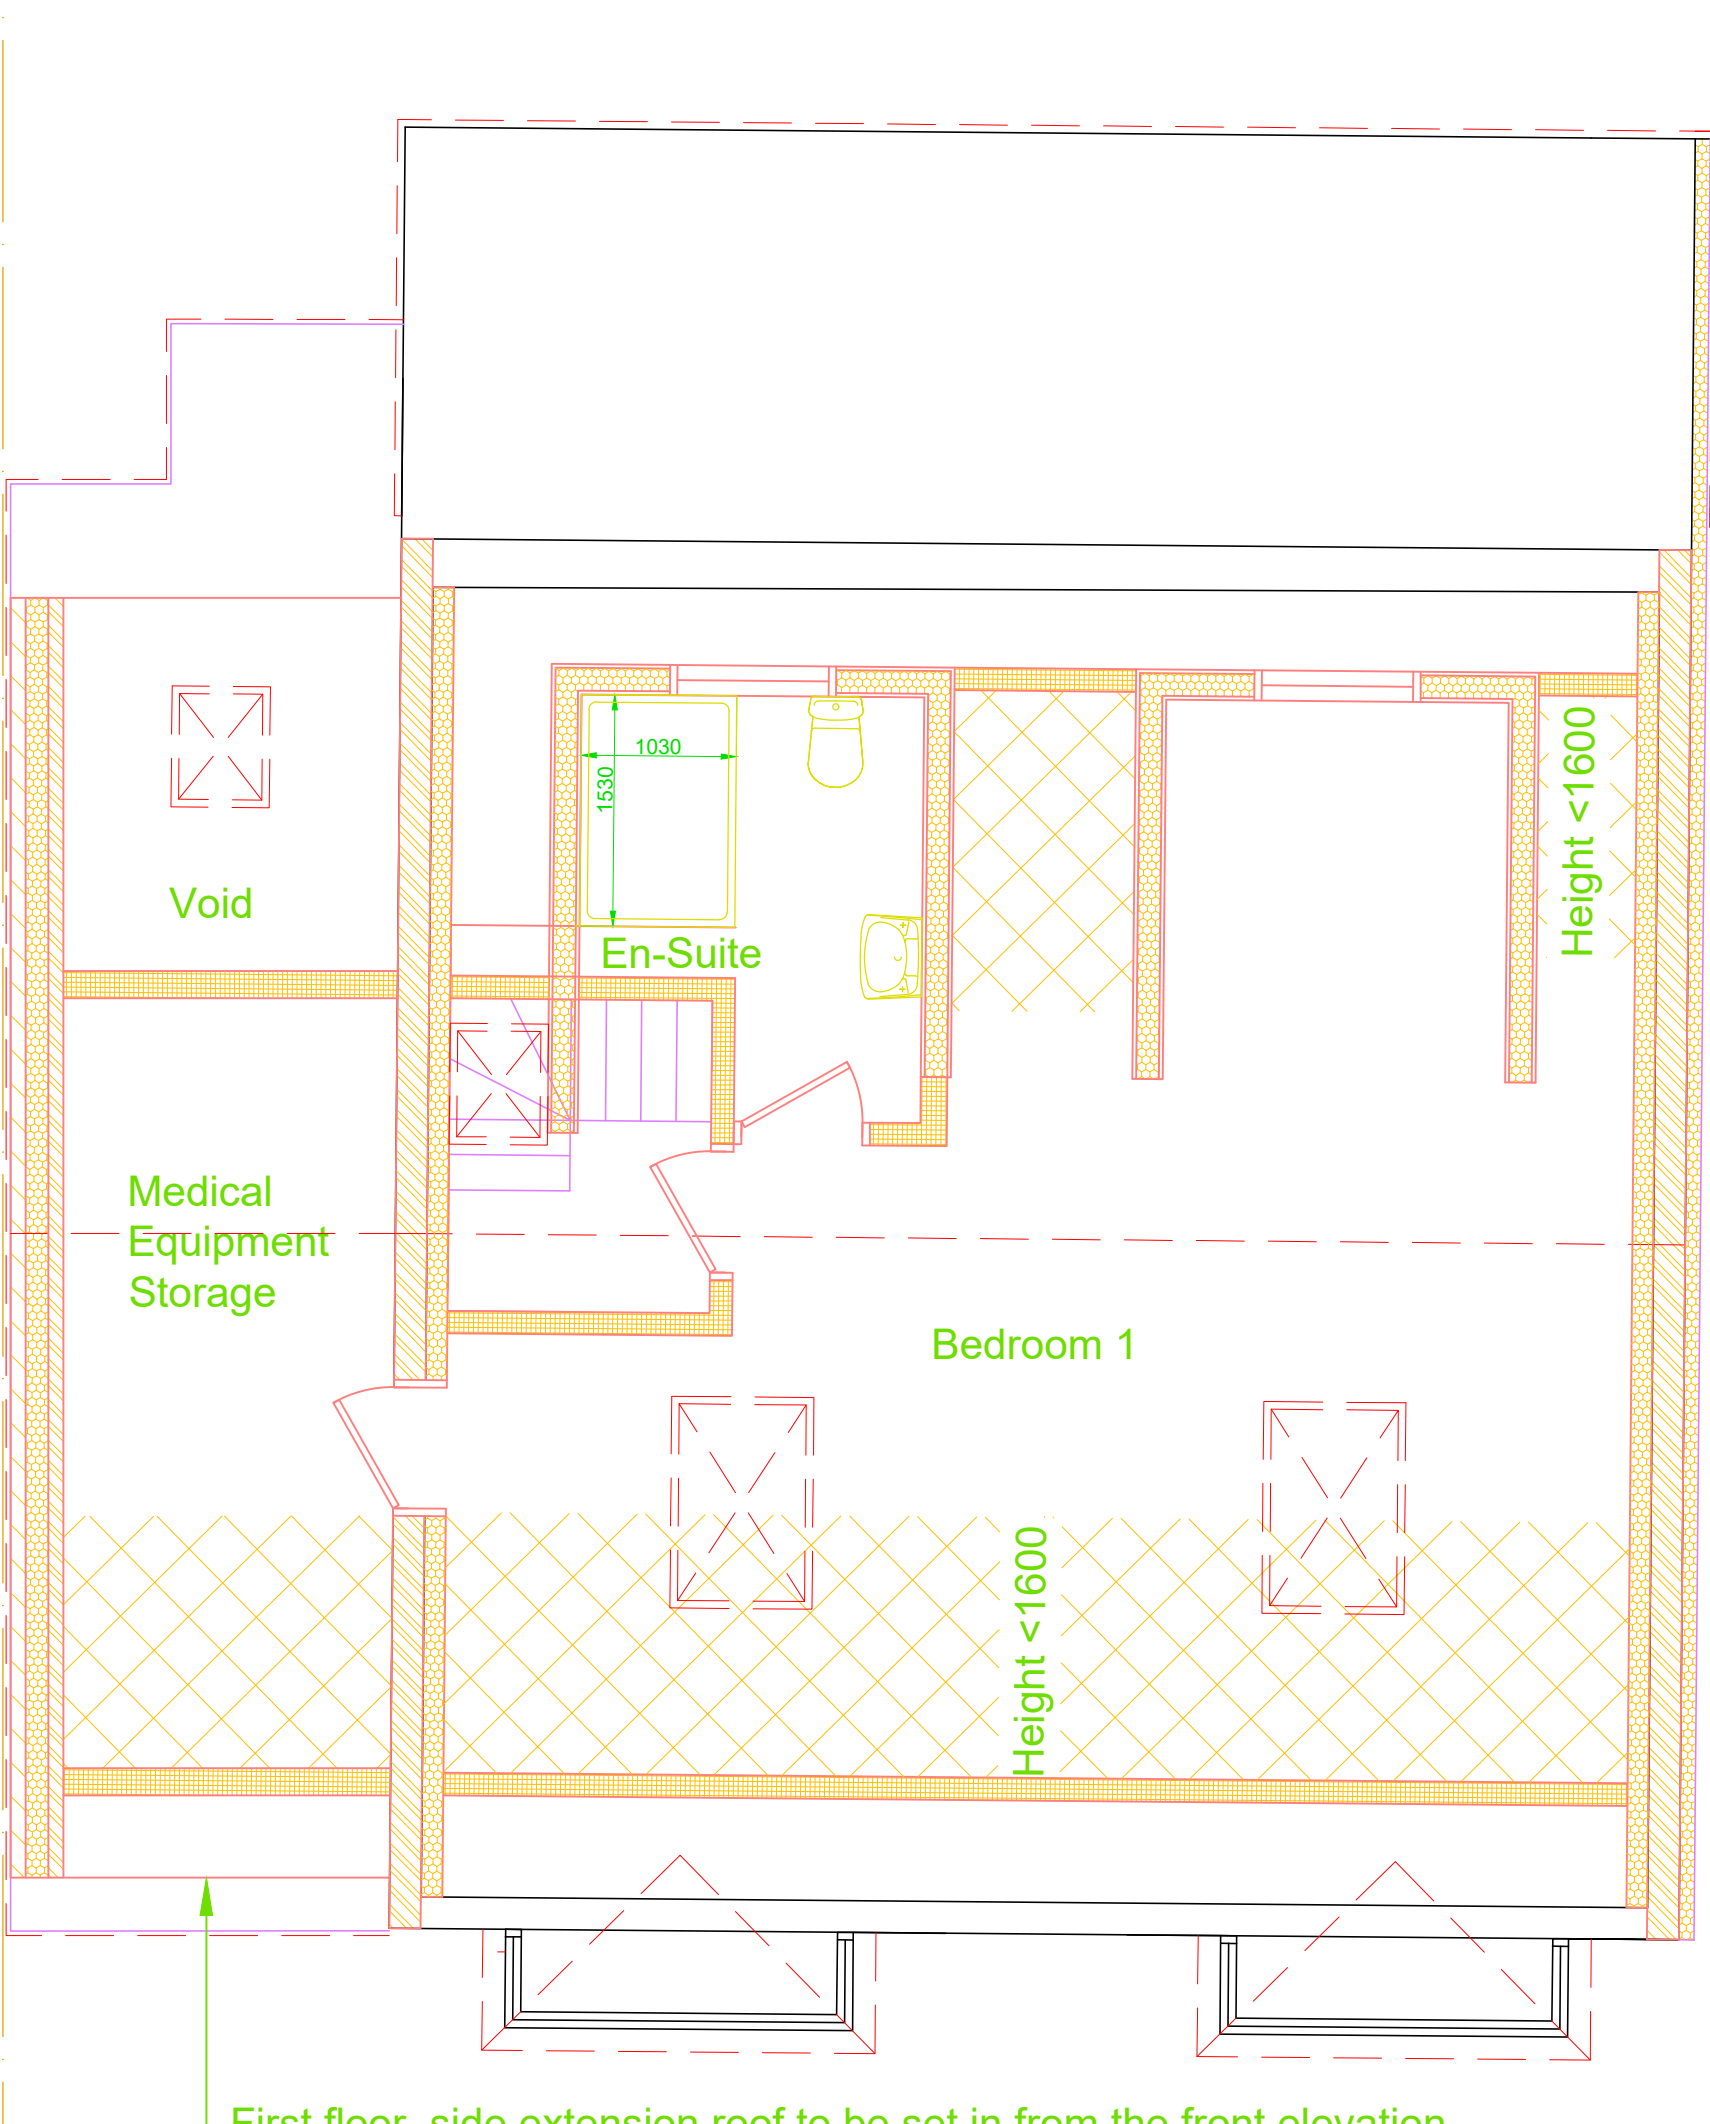 1030
1530
Height <1600
Void
En-Suite
Medical
Equipment
Storage
Bedroom 1
Height <1600
First floor side extension roof to be set in from the front elevation